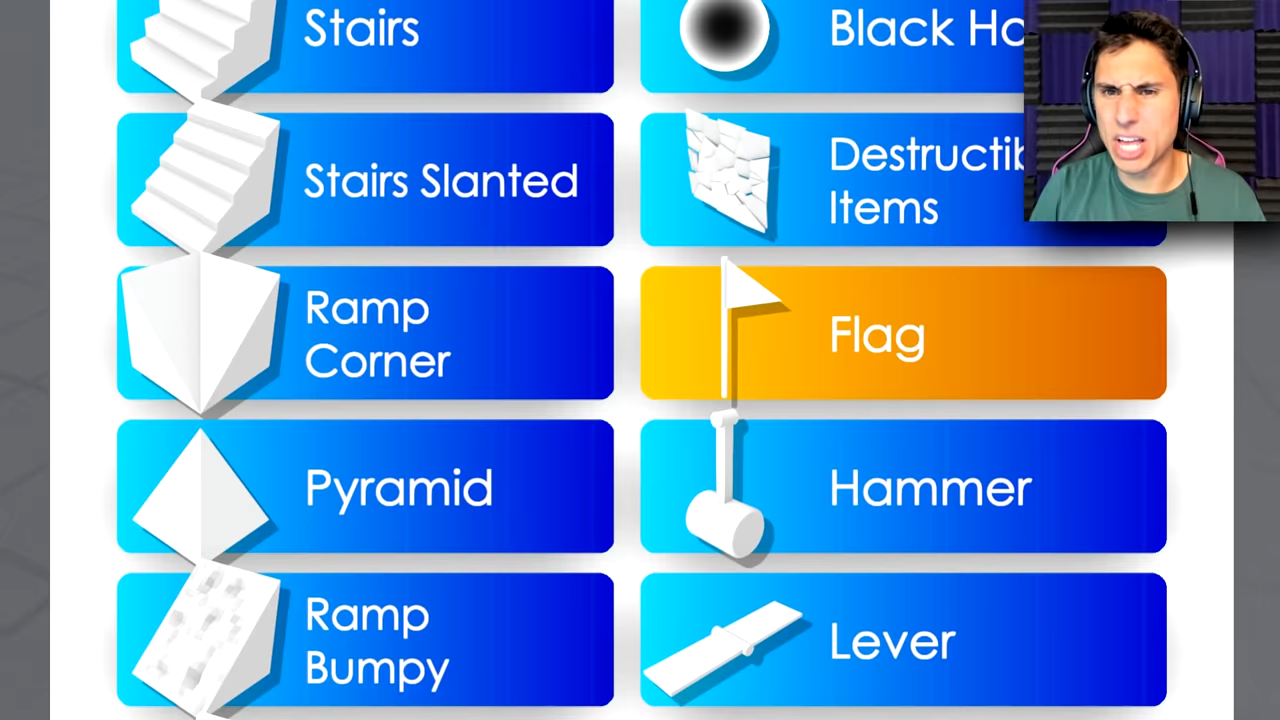 Stairs
Black Ho
Stairs Slanted
Destructib
Items
Ramp
Corner
Flag
Pyramid
Hammer
Ramp
Bumpy
Lever